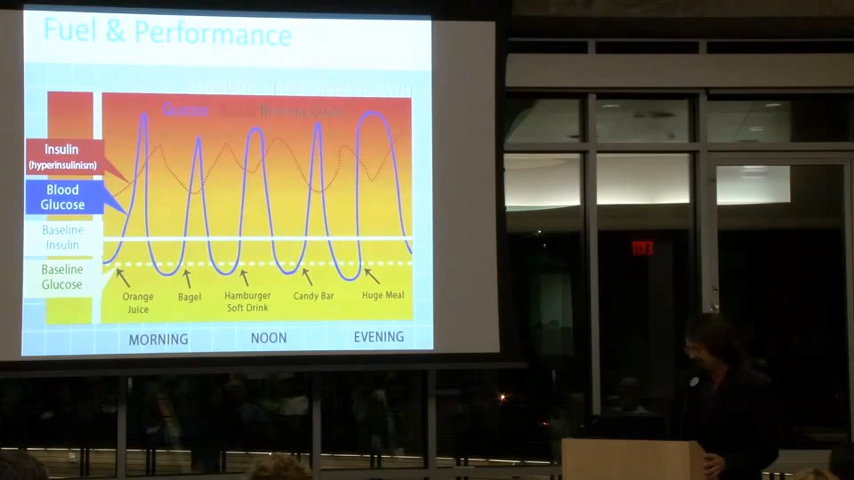 Fuel & Performance
Insulin
(hyperinsulinism)
Blood
Glucose
Baseline
Insulin
Baseline
Glucose
Orange
Juice
Bagel
Hamburger
Soft Drink
Candy Bar
Huge Meal
MORNING
NOON
EVENING